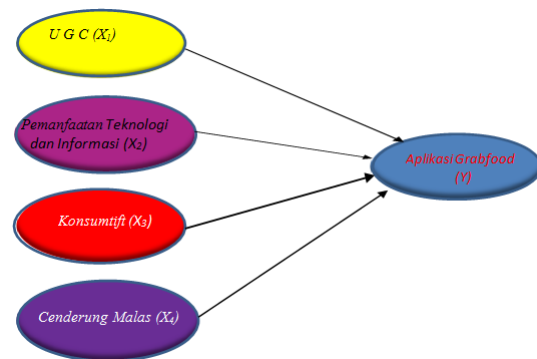 U G C (X₁)
Pemanfaatan Teknologi
dan Informasi (X₂)
Konsumtift (X₃)
Cenderung Malas (X₄)
Aplikasi Grabfood
(Y)